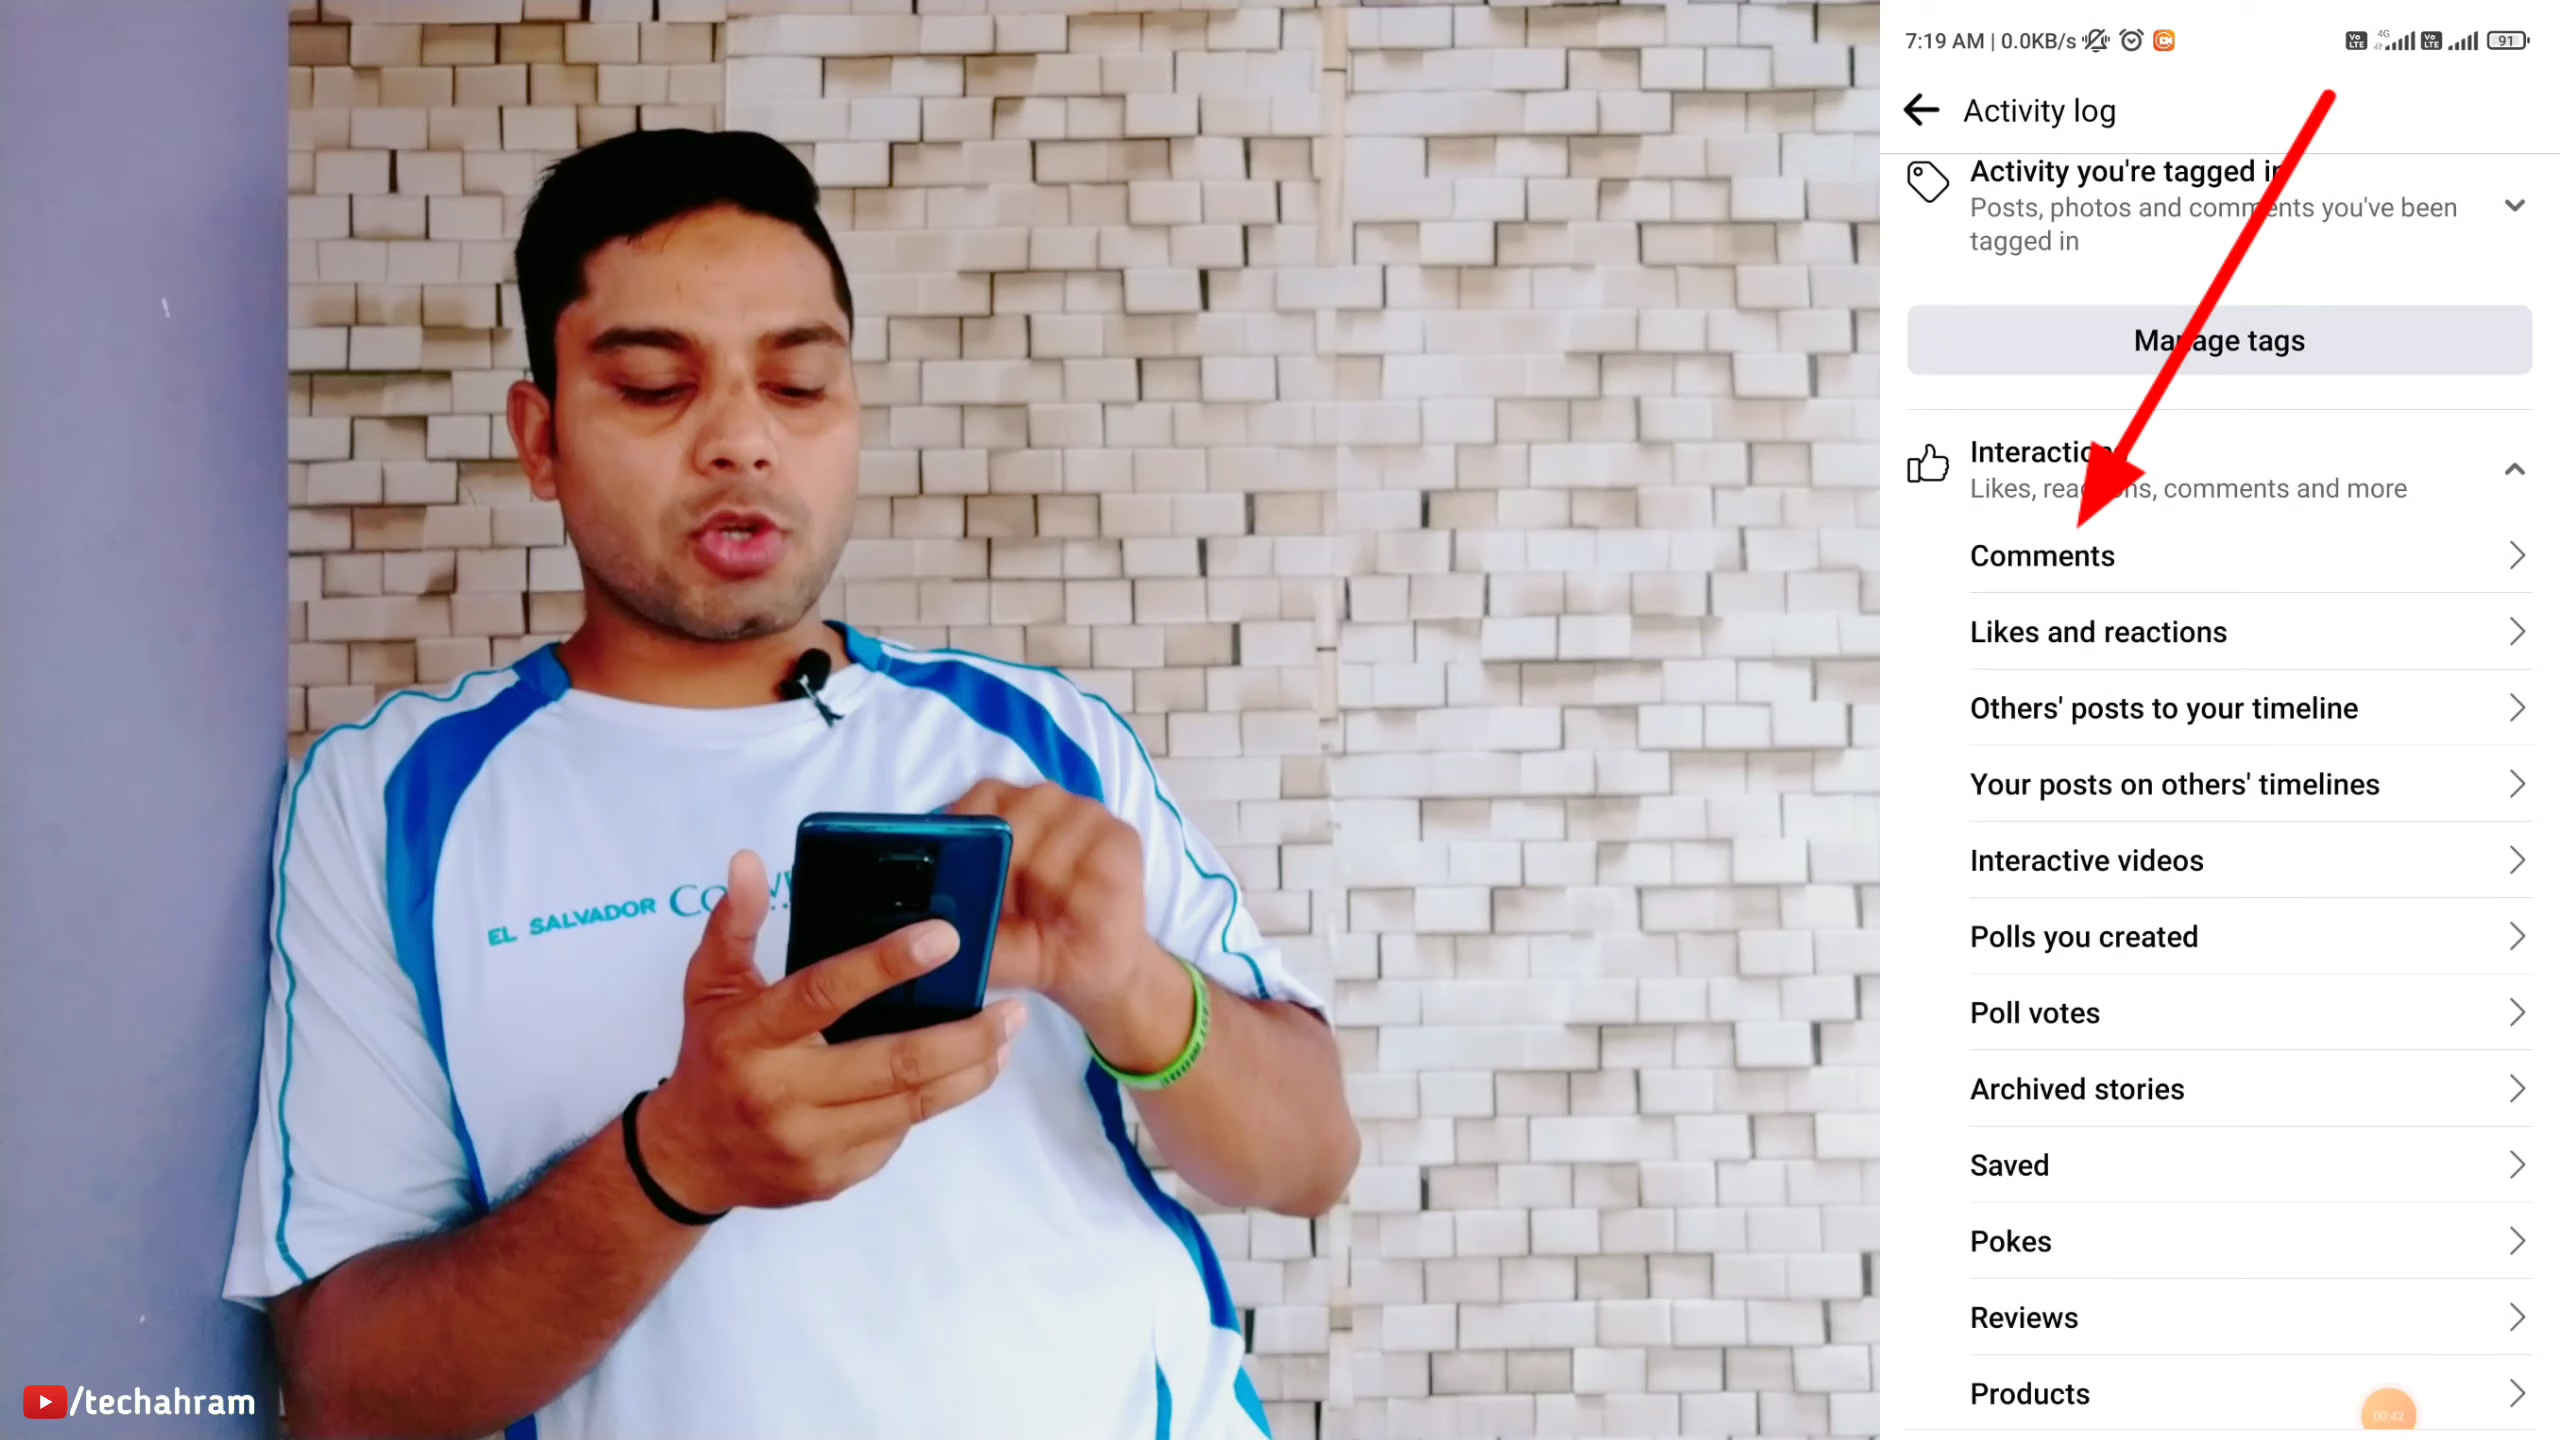 7:19 AM | 0.0KB/s
91
Activity log
Activity you're tagged in
Posts, photos and comments you've been
tagged in
Manage tags
Interactions
Likes, reactions, comments and more
Comments
Likes and reactions
Others' posts to your timeline
Your posts on others' timelines
Interactive videos
Polls you created
Poll votes
Archived stories
Saved
Pokes
Reviews
Products
00:42
EL SALVADOR
/techahram